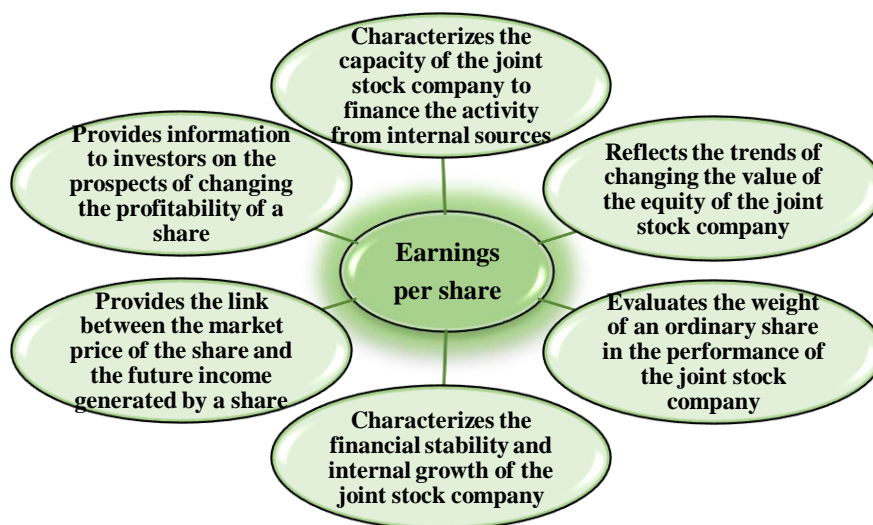 Characterizes the
capacity of the joint
stock company to
finance the activity
from internal sources
Provides information
to investors on the
prospects of changing
the profitability of a
share
Reflects the trends of
changing the value of
the equity of the joint
stock company
Earnings
per share
Provides the link
between the market
price of the share and
the future income
generated by a share
Evaluates the weight
of an ordinary share
in the performance of
the joint stock
company
Characterizes the
financial stability and
internal growth of the
joint stock company